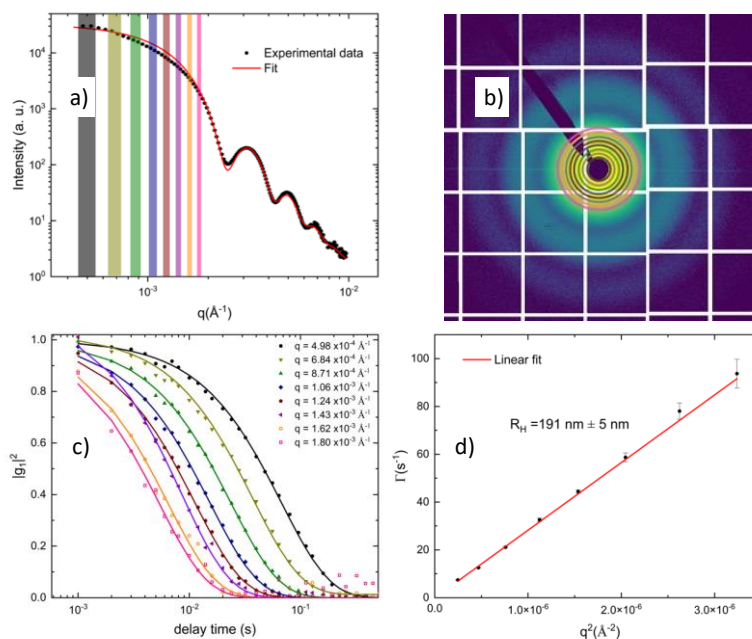 a)
10⁴
10³
10²
10¹
10⁰
Intensity (a. u.)
Experimental data
Fit
10⁻³
10⁻²
q(Å⁻¹)
b)
c)
1.0
0.8
0.6
0.4
0.2
0.0
|g₁|²
q = 4.98 x10⁻⁴ Å⁻¹
q = 6.84 x10⁻⁴ Å⁻¹
q = 8.71 x10⁻⁴ Å⁻¹
q = 1.06 x10⁻³ Å⁻¹
q = 1.24 x10⁻³ Å⁻¹
q = 1.43 x10⁻³ Å⁻¹
q = 1.62 x10⁻³ Å⁻¹
q = 1.80 x10⁻³ Å⁻¹
10⁻³
10⁻²
10⁻¹
delay time (s)
d)
100
80
60
40
20
0
Γ(s⁻¹)
Linear fit
R_H =191 nm ± 5 nm
0.0
1.0x10⁻⁶
2.0x10⁻⁶
3.0x10⁻⁶
q²(Å⁻²)